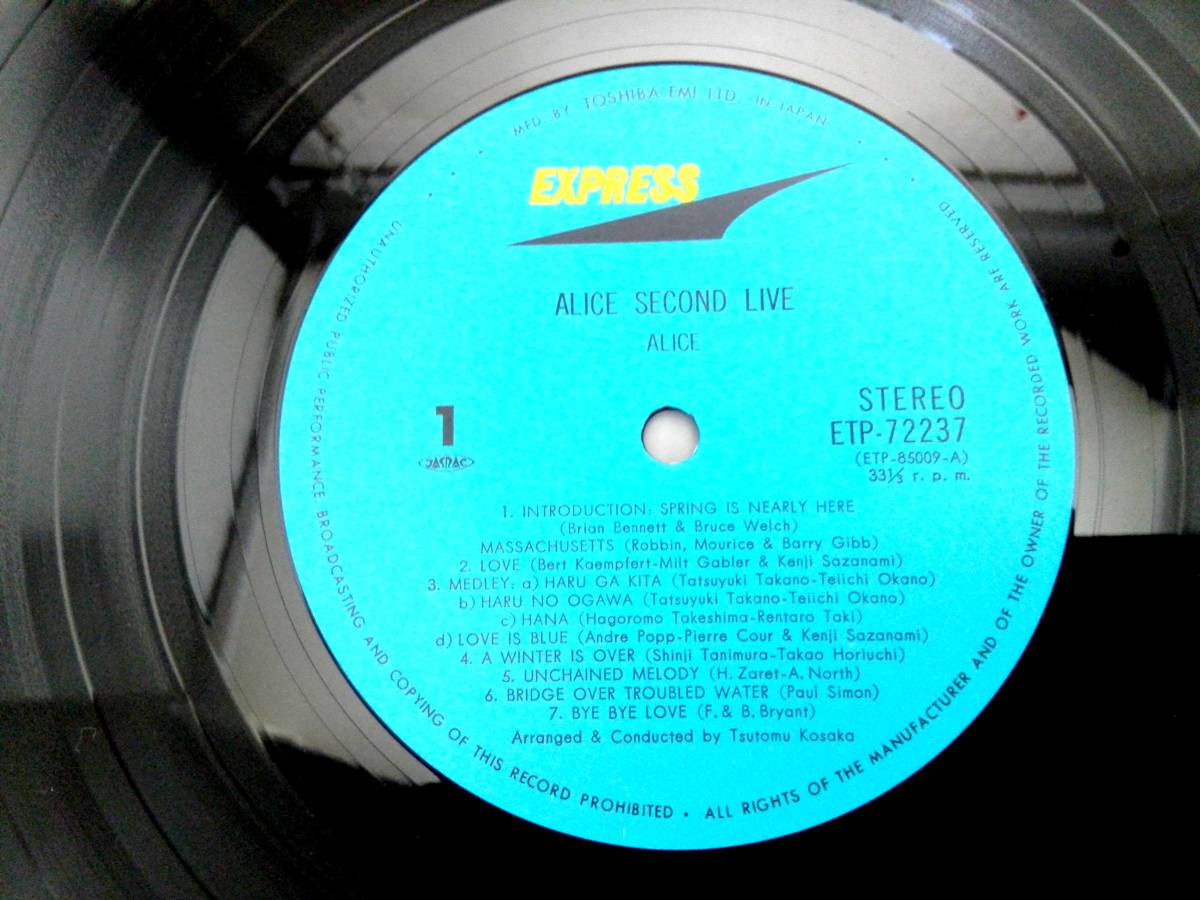 MFD. BY TOSHIBA EMI LTD. IN JAPAN
EXPRESS
ALICE SECOND LIVE
ALICE
1
JASRAC
STEREO
ETP-72237
(ETP-85009-A)
33⅓ r. p. m.
1. INTRODUCTION: SPRING IS NEARLY HERE
(Brian Bennett & Bruce Welch)
MASSACHUSETTS (Robbin, Mourice & Barry Gibb)
2. LOVE (Bert Kaempfert-Milt Gabler & Kenji Sazanami)
3. MEDLEY: a) HARU GA KITA (Tatsuyuki Takano-Teiichi Okano)
b) HARU NO OGAWA (Tatsuyuki Takano-Teiichi Okano)
c) HANA (Hagoromo Takeshima-Rentaro Taki)
d) LOVE IS BLUE (Andre Popp-Pierre Cour & Kenji Sazanami)
4. A WINTER IS OVER (Shinji Tanimura-Takao Horiuchi)
5. UNCHAINED MELODY (H. Zaret-A. North)
6. BRIDGE OVER TROUBLED WATER (Paul Simon)
7. BYE BYE LOVE (F. & B. Bryant)
Arranged & Conducted by Tsutomu Kosaka
UNAUTHORIZED PUBLIC PERFORMANCE, BROADCASTING AND COPYING OF THIS RECORD PROHIBITED • ALL RIGHTS OF THE MANUFACTURER AND OF THE OWNER OF THE RECORDED WORK ARE RESERVED